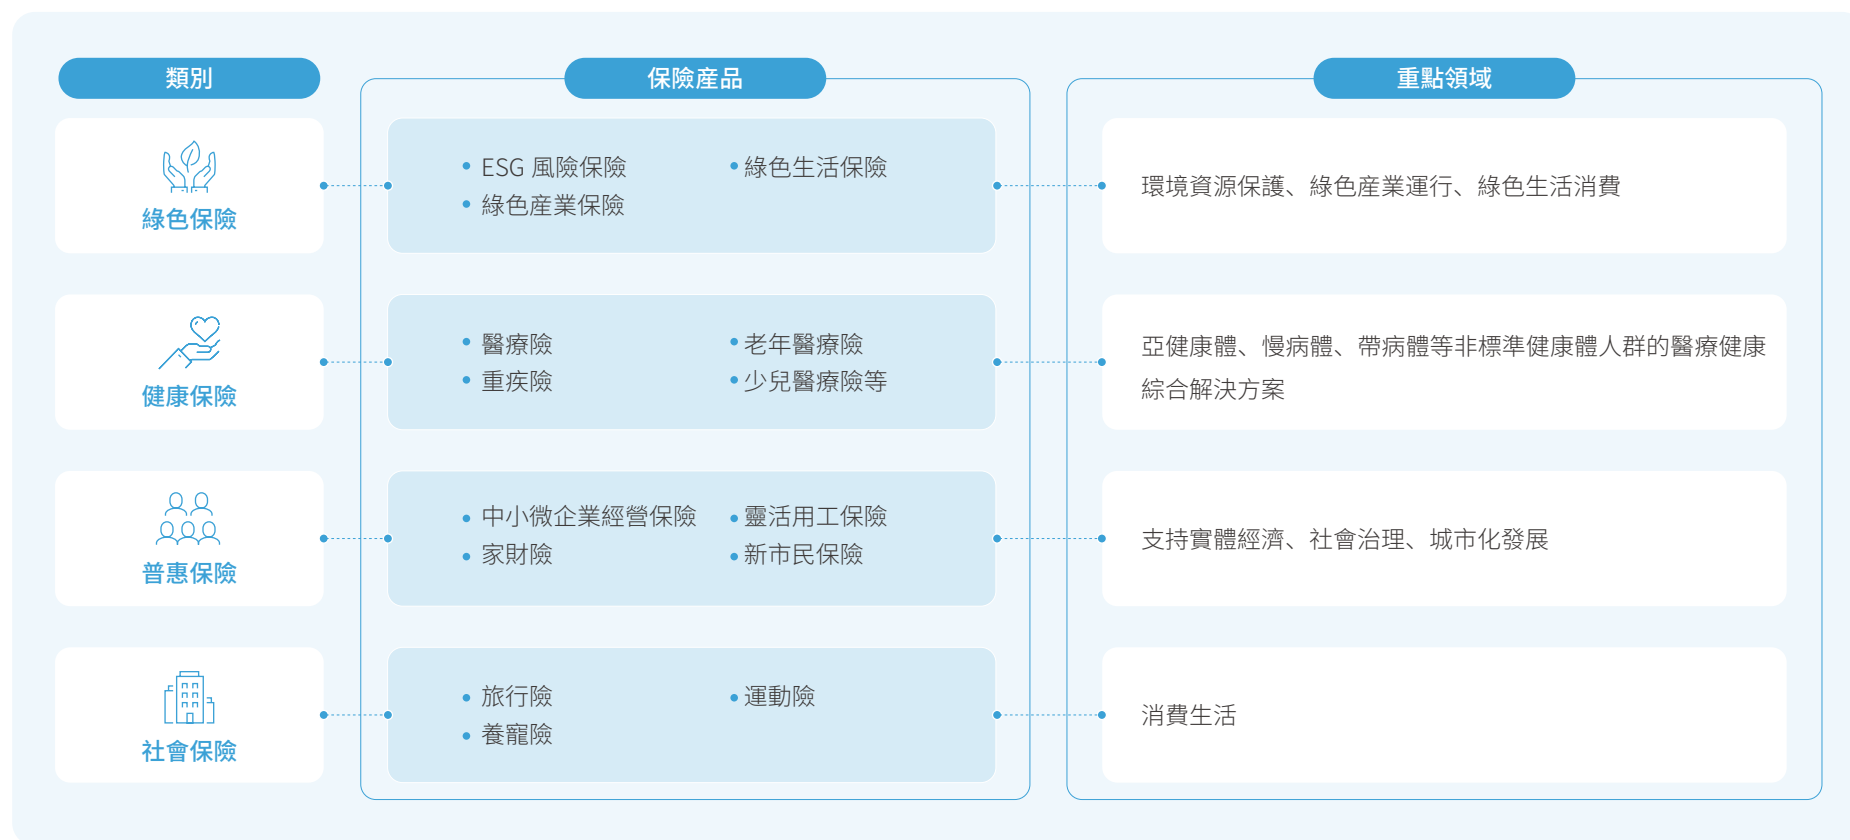 類別
保險產品
重點領域
綠色保險
ESG 風險保險
綠色產業保險
綠色生活保險
環境資源保護、綠色產業運行、綠色生活消費
健康保險
醫療險
重疾險
老年醫療險
少兒醫療險等
亞健康體、慢病體、帶病體等非標準健康體人群的醫療健康
綜合解決方案
普惠保險
中小微企業經營保險
家財險
靈活用工保險
新市民保險
支持實體經濟、社會治理、城市化發展
社會保險
旅行險
養寵險
運動險
消費生活